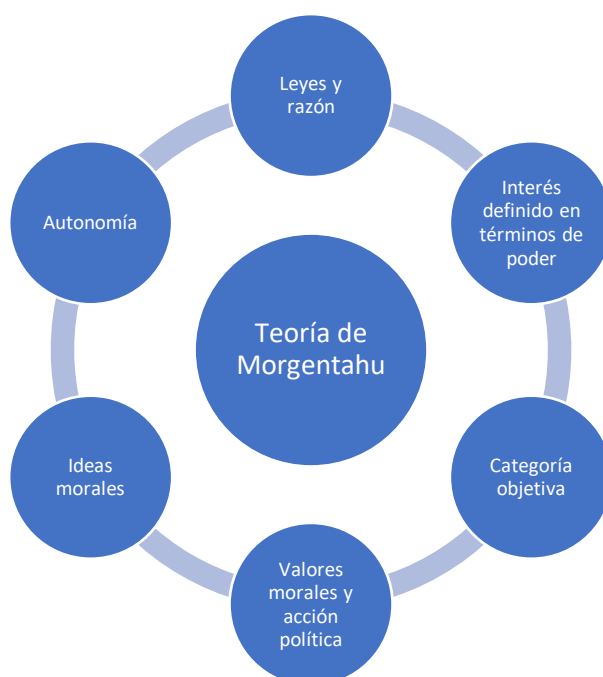 Leyes y
razón
Interés
definido en
términos de
poder
Categoría
objetiva
Valores
morales y
acción
política
Ideas
morales
Autonomía
Teoría de
Morgentahu